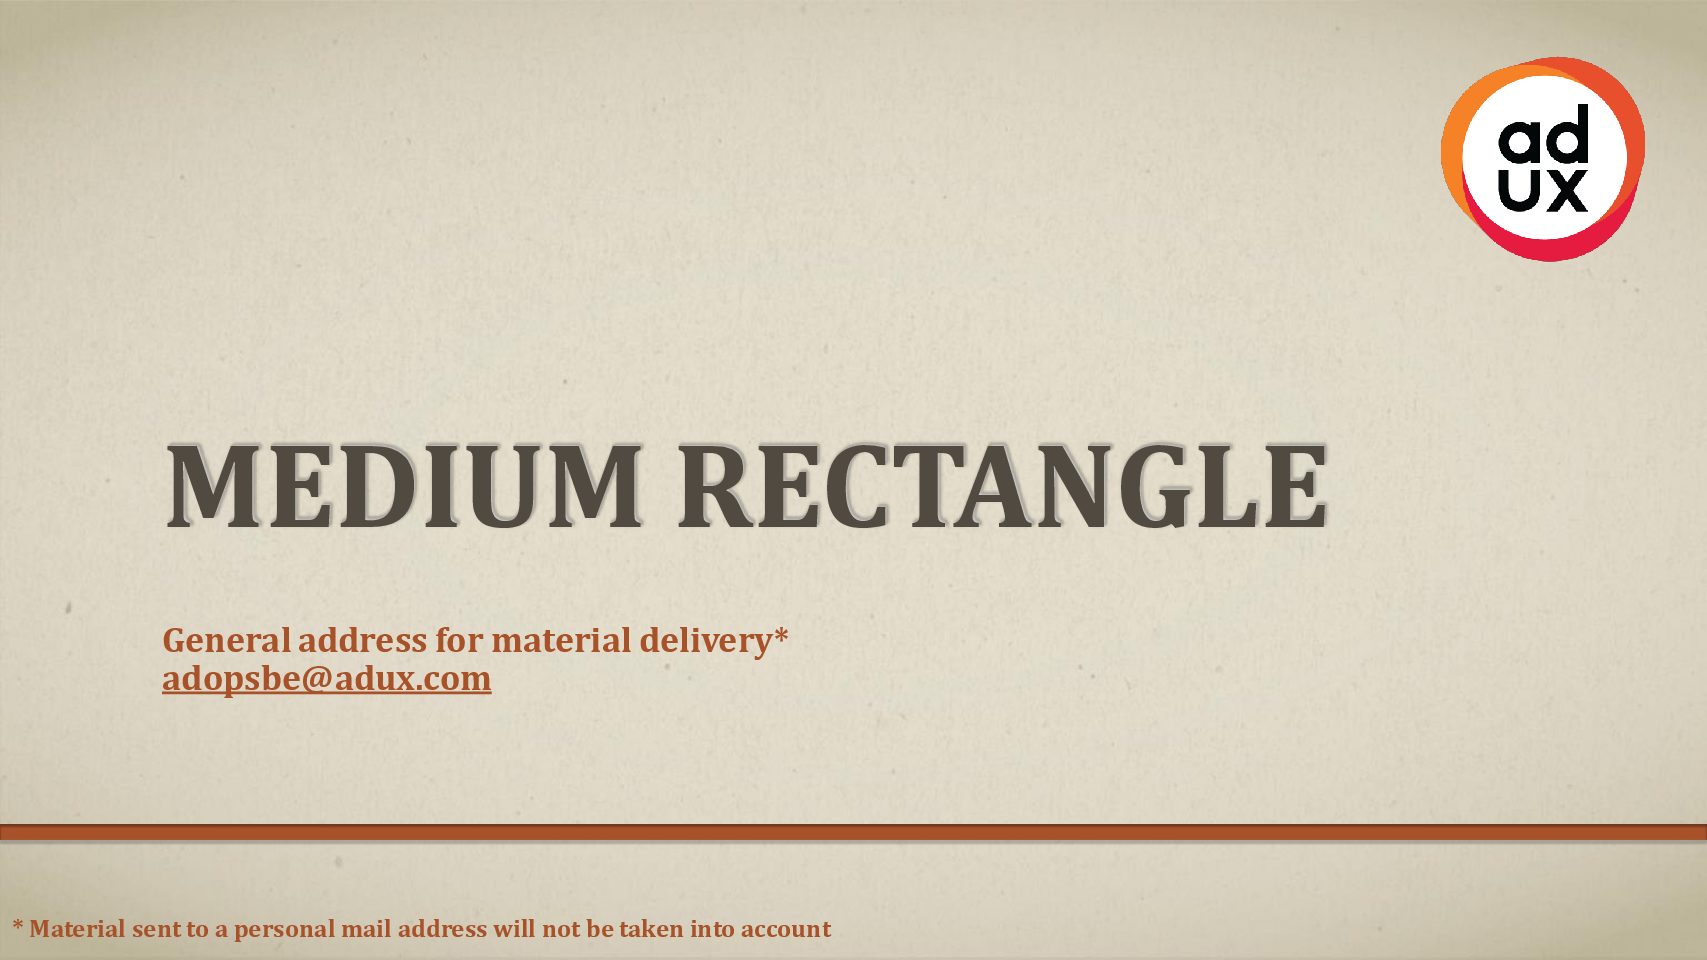 ad
ux
MEDIUM RECTANGLE
General address for material delivery*
adopsbe@adux.com
* Material sent to a personal mail address will not be taken into account